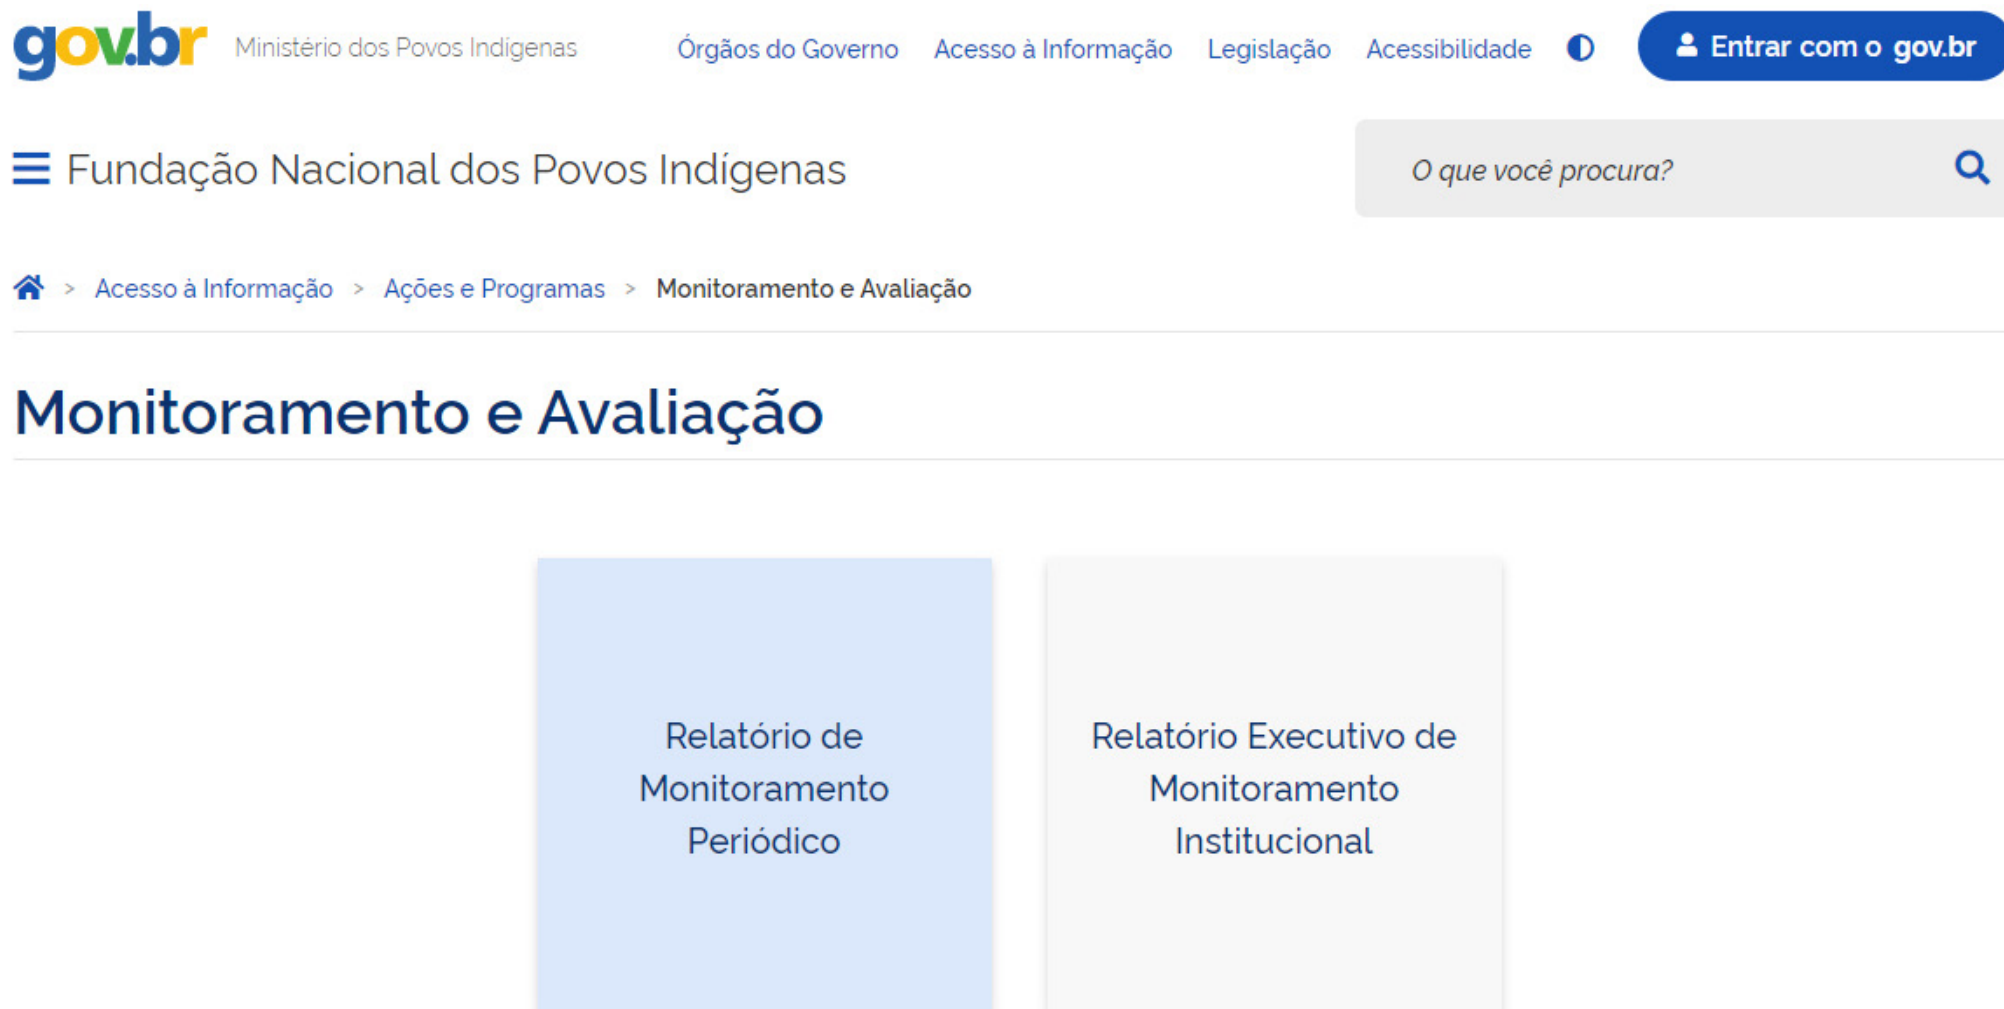 gov.br
Ministério dos Povos Indígenas
Órgãos do Governo
Acesso à Informação
Legislação
Acessibilidade
Entrar com o gov.br
Fundação Nacional dos Povos Indígenas
O que você procura?
> Acesso à Informação > Ações e Programas > Monitoramento e Avaliação
Monitoramento e Avaliação
Relatório de
Monitoramento
Periódico
Relatório Executivo de
Monitoramento
Institucional